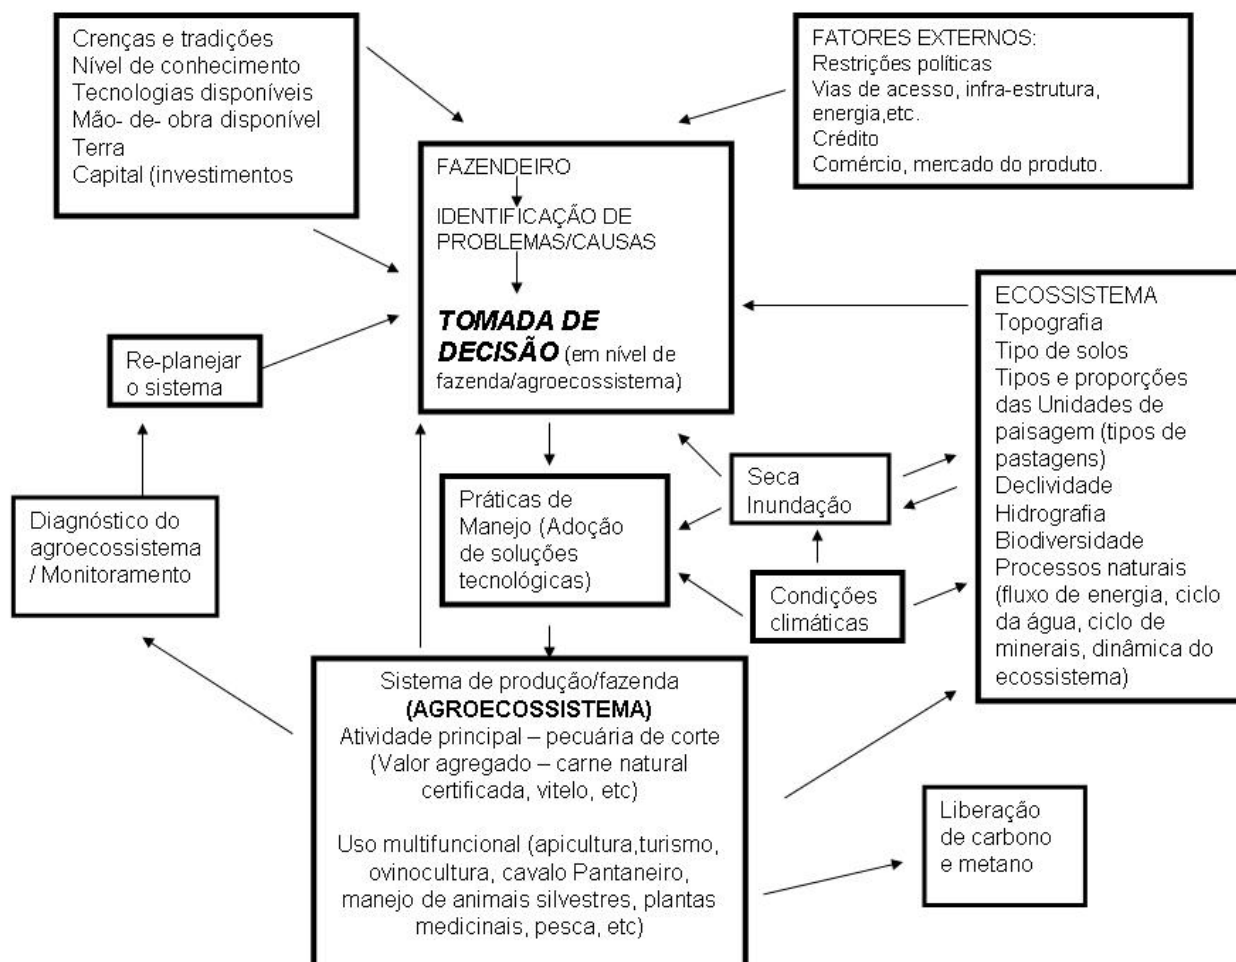 Crenças e tradições
Nível de conhecimento
Tecnologias disponíveis
Mão- de- obra disponível
Terra
Capital (investimentos
FATORES EXTERNOS:
Restrições políticas
Vias de acesso, infra-estrutura,
energia,etc.
Crédito
Comércio, mercado do produto.
FAZENDEIRO
IDENTIFICAÇÃO DE
PROBLEMAS/CAUSAS
TOMADA DE
DECISÃO (em nível de
fazenda/agroecossistema)
ECOSSISTEMA
Topografia
Tipo de solos
Tipos e proporções
das Unidades de
paisagem (tipos de
pastagens)
Declividade
Hidrografia
Biodiversidade
Processos naturais
(fluxo de energia, ciclo
da água, ciclo de
minerais, dinâmica do
ecossistema)
Re-planejar
o sistema
Seca
Inundação
Práticas de
Manejo (Adoção
de soluções
tecnológicas)
Diagnóstico do
agroecossistema
/ Monitoramento
Condições
climáticas
Sistema de produção/fazenda
(AGROECOSSISTEMA)
Atividade principal – pecuária de corte
(Valor agregado – carne natural
certificada, vitelo, etc)
Uso multifuncional (apicultura,turismo,
ovinocultura, cavalo Pantaneiro,
manejo de animais silvestres, plantas
medicinais, pesca, etc)
Liberação
de carbono
e metano